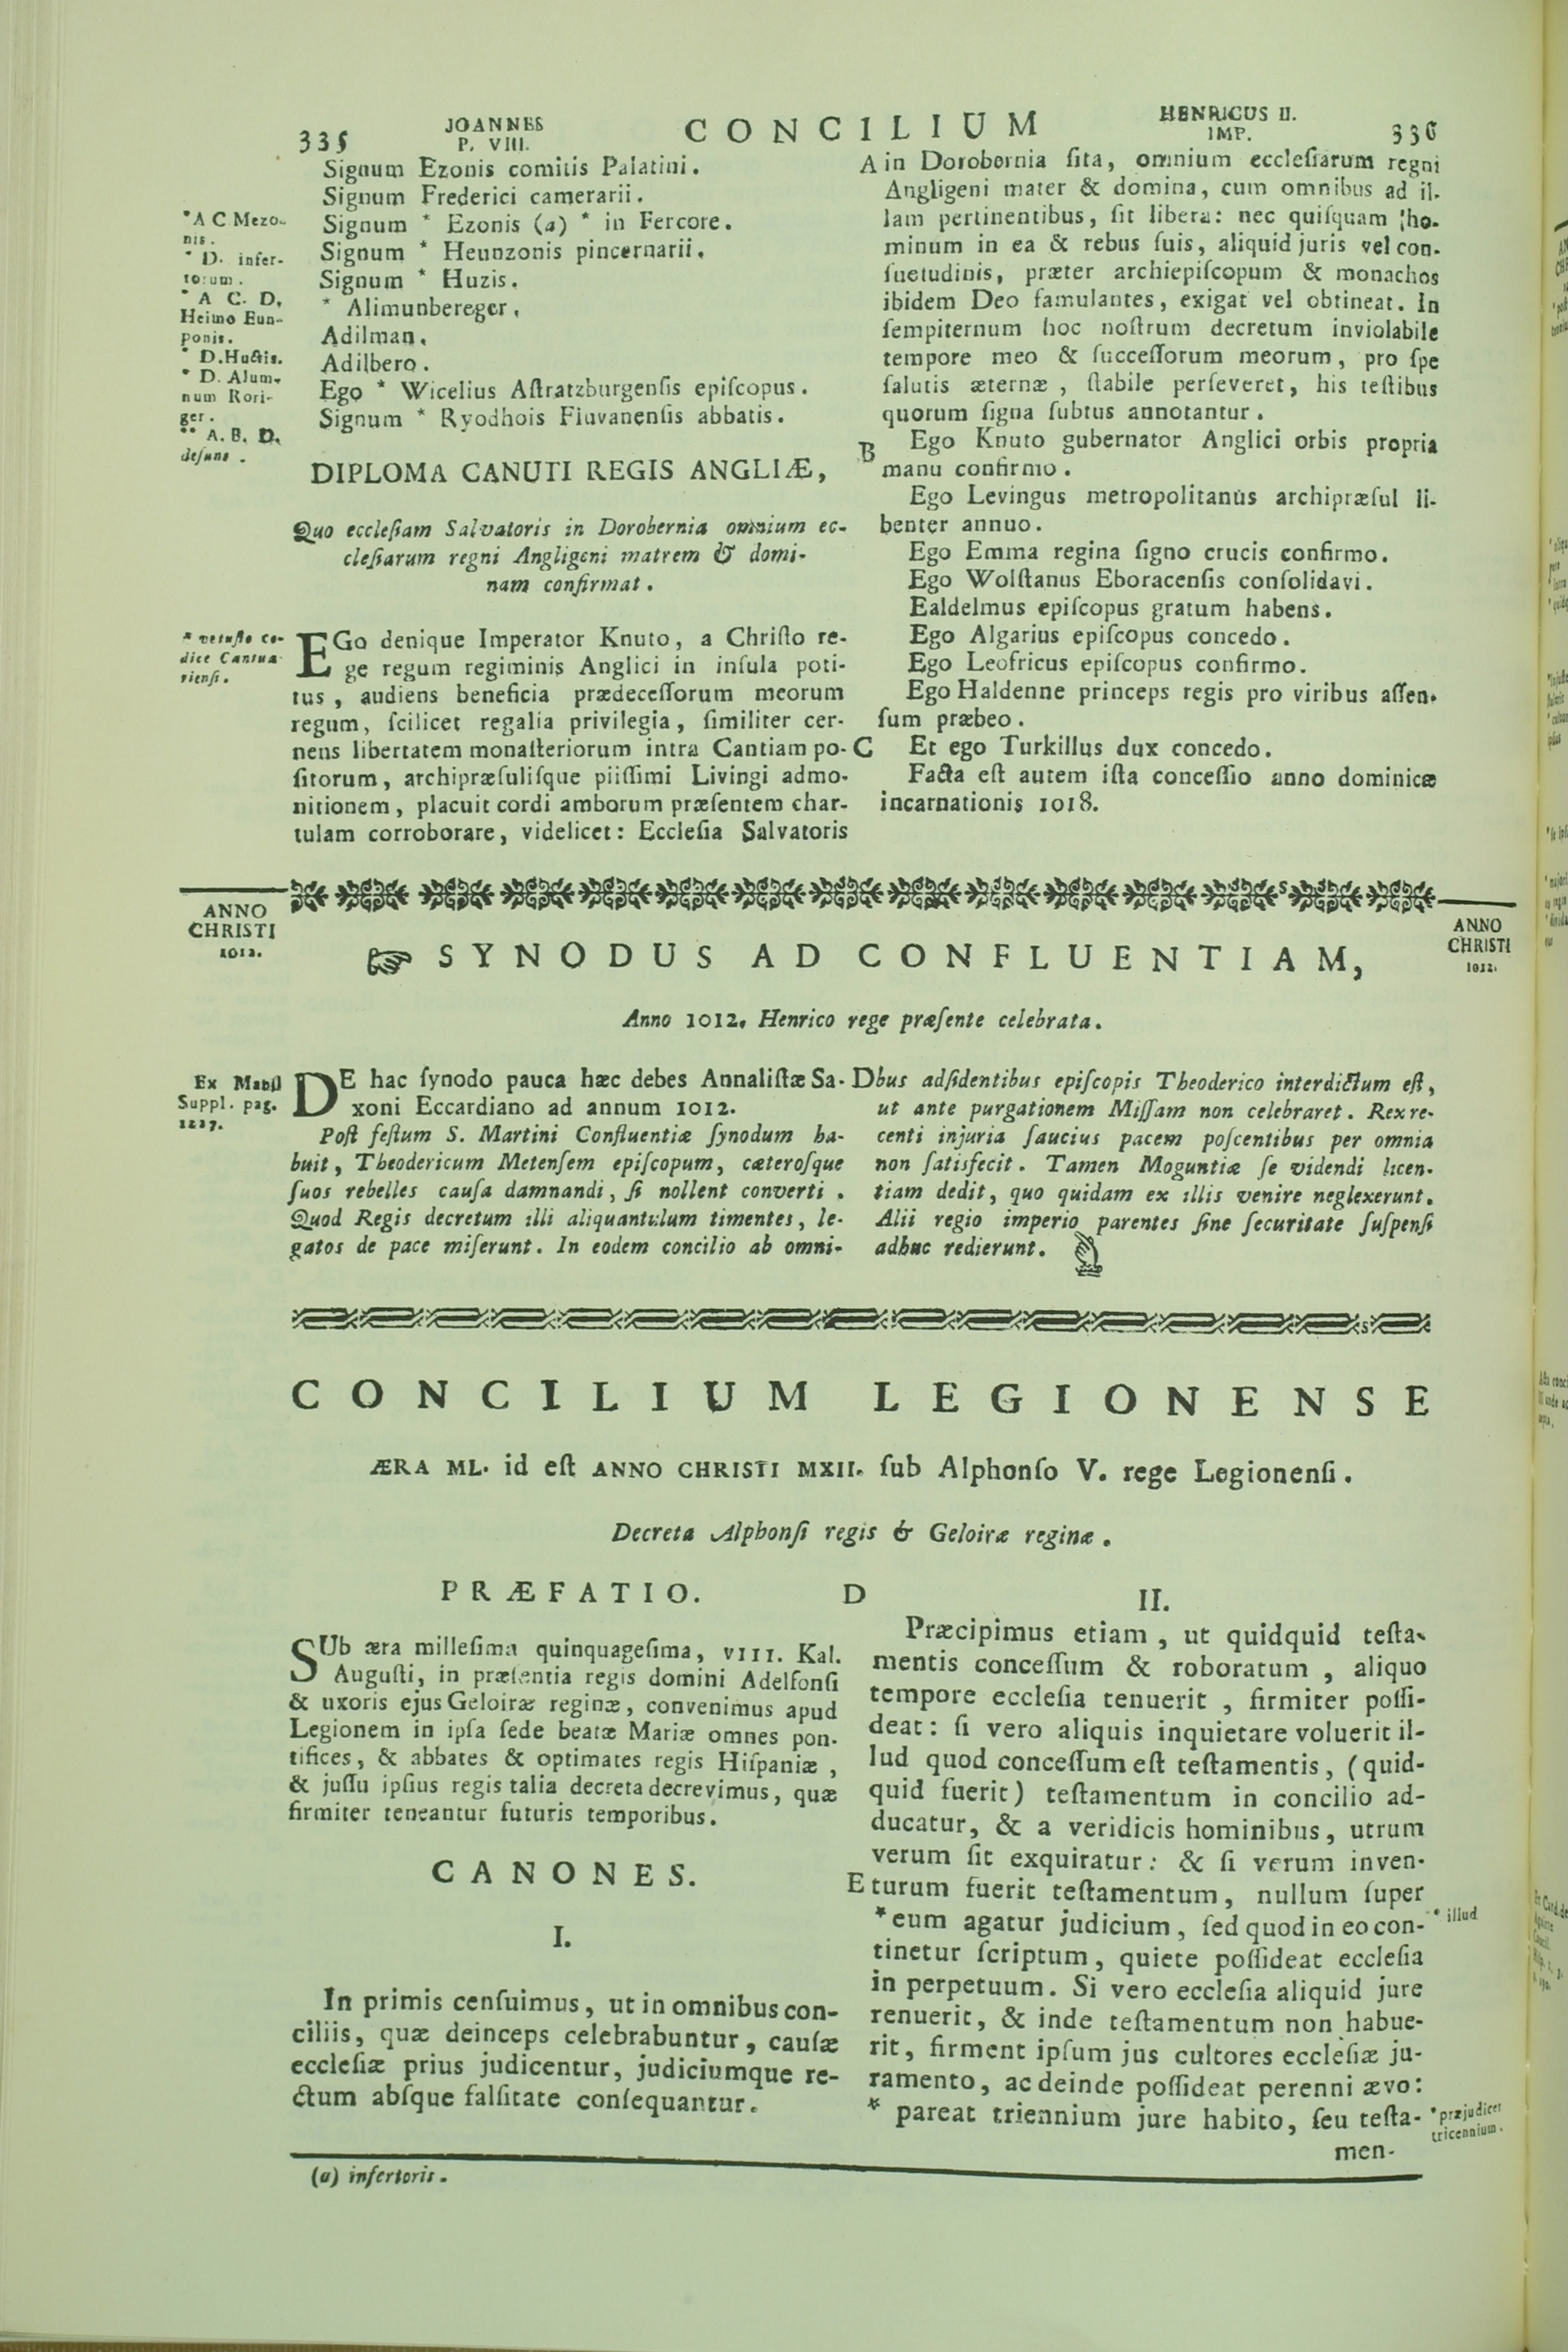 335
JOANNES
P. VIII.
CONCILIUM
HENRICUS II.
IMP.
336
Signum Ezonis comitis Palatini.
Signum Frederici camerarii.
Signum * Ezonis (a) * in Fercore.
Signum * Heunzonis pincernarii.
Signum * Huzis.
* Alimunbereger.
Adilman.
Adilbero.
Ego * Wicelius Aſtratzburgenſis epiſcopus.
Signum * Ryodhois Fiuvanenſis abbatis.
* A C Mezo-
nis.
* D. infer-
torum.
* A C. D.
Heimo Eun-
ponis.
* D. Huſtis.
* D. Alum-
num Rori-
ger.
** A. B. D.
deſunt.
DIPLOMA CANUTI REGIS ANGLIÆ,
Quo eccleſiam Salvatoris in Dorobernia omnium ec-
cleſiarum regni Angligeni matrem & domi-
nam confirmat.
* vetuſto co-
dice Cantua
rienſi.
EGo denique Imperator Knuto, a Chriſto re-
ge regum regiminis Anglici in inſula poti-
tus, audiens beneficia prædeceſſorum meorum
regum, ſcilicet regalia privilegia, ſimiliter cer-
nens libertatem monaſteriorum intra Cantiam po-
ſitorum, archipræſuliſque piiſſimi Livingi admo-
nitionem, placuit cordi amborum præſentem char-
tulam corroborare, videlicet: Eccleſia Salvatoris
A in Dorobernia ſita, omnium eccleſiarum regni
Angligeni mater & domina, cum omnibus ad il-
lam pertinentibus, ſit libera: nec quiſquam ho-
minum in ea & rebus ſuis, aliquid juris vel con-
ſuetudinis, præter archiepiſcopum & monachos
ibidem Deo famulantes, exigat vel obtineat. In
ſempiternum hoc noſtrum decretum inviolabile
tempore meo & ſucceſſorum meorum, pro ſpe
ſalutis æternæ, ſtabile perſeveret, his teſtibus
quorum ſigna ſubtus annotantur.
B Ego Knuto gubernator Anglici orbis propria
manu confirmo.
Ego Levingus metropolitanus archipræſul li-
benter annuo.
Ego Emma regina ſigno crucis confirmo.
Ego Wolſtanus Eboracenſis conſolidavi.
Ealdelmus epiſcopus gratum habens.
Ego Algarius epiſcopus concedo.
Ego Leofricus epiſcopus confirmo.
Ego Haldenne princeps regis pro viribus aſſen-
ſum præbeo.
C Et ego Turkillus dux concedo.
Facta eſt autem iſta conceſſio anno dominicæ
incarnationis 1018.
ANNO
CHRISTI
1012.
SYNODUS AD CONFLUENTIAM,
ANNO
CHRISTI
1012.
Anno 1012. Henrico rege præſente celebrata.
Ex Mabil
Suppl. pag.
1227.
DE hac ſynodo pauca hæc debes Annaliſtæ Sa-
xoni Eccardiano ad annum 1012.
Poſt feſtum S. Martini Confluentiæ ſynodum ha-
buit, Theodericum Metenſem epiſcopum, cæteroſque
ſuos rebelles cauſa damnandi, ſi nollent converti.
Quod Regis decretum illi aliquantulum timentes, le-
gatos de pace miſerunt. In eodem concilio ab omni-
D bus adſidentibus epiſcopis Theoderico interdictum eſt,
ut ante purgationem Miſſam non celebraret. Rex re-
centi injuria ſaucius pacem poſcentibus per omnia
non ſatisfecit. Tamen Moguntiæ ſe videndi licen-
tiam dedit, quo quidam ex illis venire neglexerunt.
Alii regio imperio parentes ſine ſecuritate ſuſpenſi
adhuc redierunt.
CONCILIUM LEGIONENSE
ÆRA ML. id eſt ANNO CHRISTI MXII. ſub Alphonſo V. rege Legionenſi.
Decreta Alphonſi regis & Geloiræ reginæ.
PRÆFATIO.
SUb æra milleſima quinquageſima, VIII. Kal.
Auguſti, in præſentia regis domini Adelfonſi
& uxoris ejus Geloiræ reginæ, convenimus apud
Legionem in ipſa ſede beatæ Mariæ omnes pon-
tifices, & abbates & optimates regis Hiſpaniæ,
& juſſu ipſius regis talia decreta decrevimus, quæ
firmiter teneantur futuris temporibus.
CANONES.
I.
In primis cenſuimus, ut in omnibus con-
ciliis, quæ deinceps celebrabuntur, cauſæ
eccleſiæ prius judicentur, judiciumque re-
ctum abſque falſitate conſequantur.
D
II.
Præcipimus etiam, ut quidquid teſta-
mentis conceſſum & roboratum, aliquo
tempore eccleſia tenuerit, firmiter poſſi-
deat: ſi vero aliquis inquietare voluerit il-
lud quod conceſſum eſt teſtamentis, (quid-
quid fuerit) teſtamentum in concilio ad-
ducatur, & a veridicis hominibus, utrum
verum ſit exquiratur: & ſi verum inven-
E turum fuerit teſtamentum, nullum ſuper
* eum agatur judicium, ſed quod in eo con-
tinetur ſcriptum, quiete poſſideat eccleſia
in perpetuum. Si vero eccleſia aliquid jure
renuerit, & inde teſtamentum non habue-
rit, firment ipſum jus cultores eccleſiæ ju-
ramento, ac deinde poſſideat perenni ævo:
* pareat triennium jure habito, ſeu teſta-
men-
* illud
* præjudicet
tricennium.
(a) inſertoris.